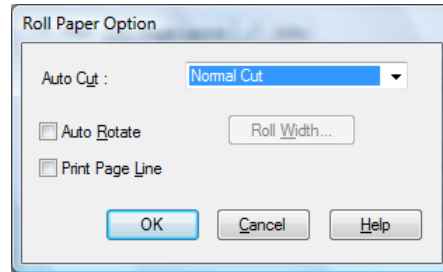 Roll Paper Option
Auto Cut : Normal Cut
Auto Rotate Roll Width...
Print Page Line
OK Cancel Help